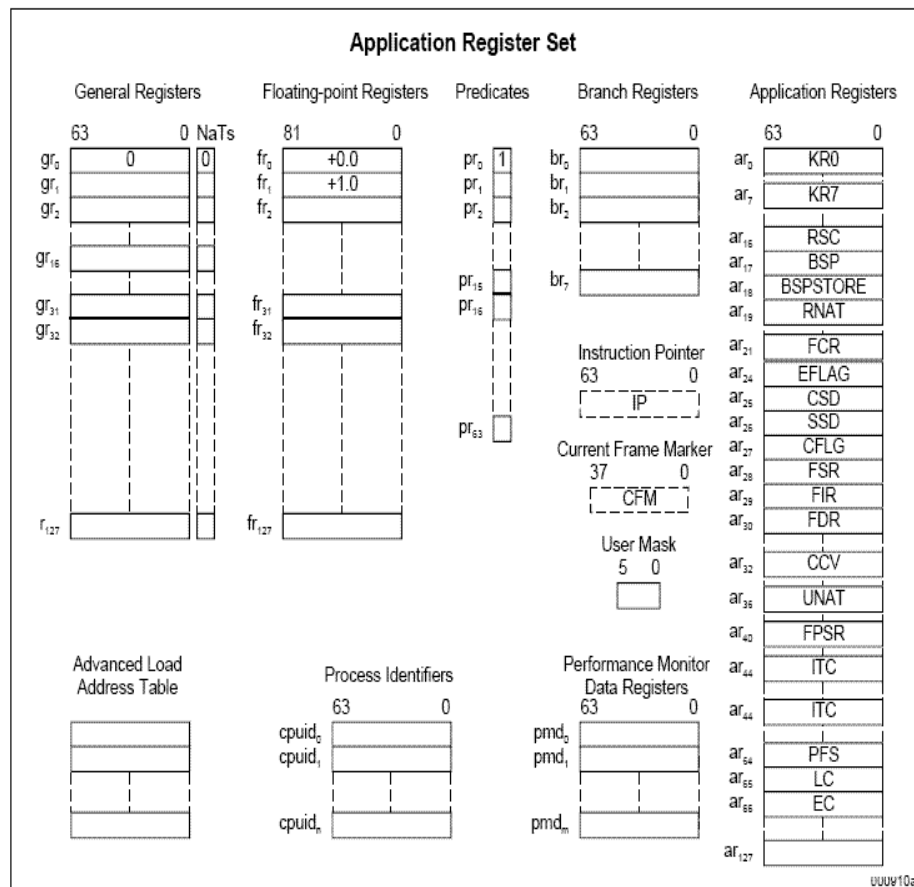 Application Register Set
General Registers Floating-point Registers Predicates Branch Registers Application Registers
63 0 NaTs 81 0 63 0 63 0
gr0 0 0 fr0 +0.0 pr0 1 br0 ar0 KR0
gr1 fr1 +1.0 pr1 br1
gr2 fr2 pr2 br2 ar7 KR7
ar16 RSC
gr16 ar17 BSP
pr15 br7 ar18 BSPSTORE
gr31 fr31 pr16 ar19 RNAT
gr32 fr32
ar21 FCR
Instruction Pointer
63 0 ar24 EFLAG
IP ar25 CSD
ar26 SSD
pr63
Current Frame Marker ar27 CFLG
37 0 ar28 FSR
CFM ar29 FIR
r127 fr127 ar30 FDR
User Mask
5 0 ar32 CCV
ar36 UNAT
ar40 FPSR
Advanced Load Process Identifiers Performance Monitor
Address Table Data Registers
ar44 ITC
63 0 63 0
ar44 ITC
cpuid0 pmd0
cpuid1 pmd1 ar64 PFS
ar65 LC
ar66 EC
cpuidn pmdm
ar127
000910a